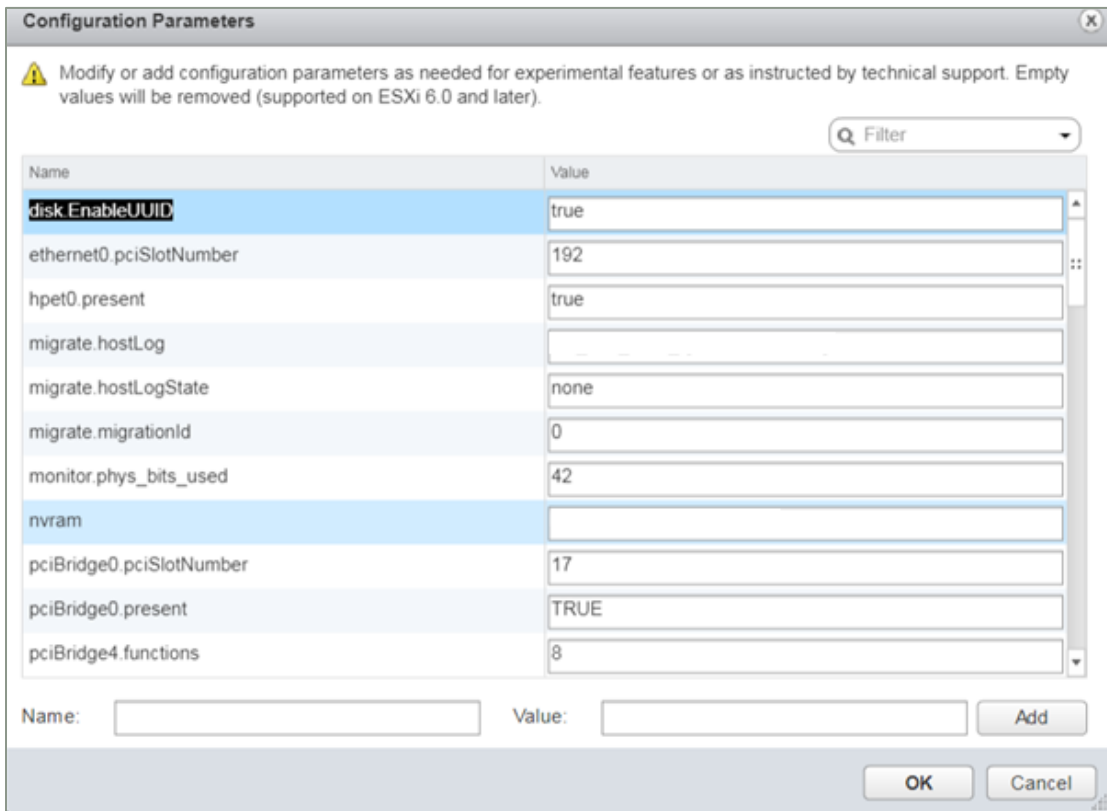 Configuration Parameters
Modify or add configuration parameters as needed for experimental features or as instructed by technical support. Empty
values will be removed (supported on ESXi 6.0 and later).
Filter
Name Value
disk.EnableUUID true
ethernet0.pciSlotNumber 192
hpet0.present true
migrate.hostLog
migrate.hostLogState none
migrate.migrationId 0
monitor.phys_bits_used 42
nvram
pciBridge0.pciSlotNumber 17
pciBridge0.present TRUE
pciBridge4.functions 8
Name: Value: Add
OK Cancel